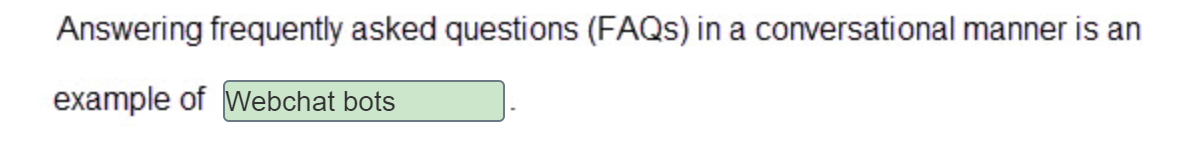 Answering frequently asked questions (FAQs) in a conversational manner is an
example of Webchat bots.